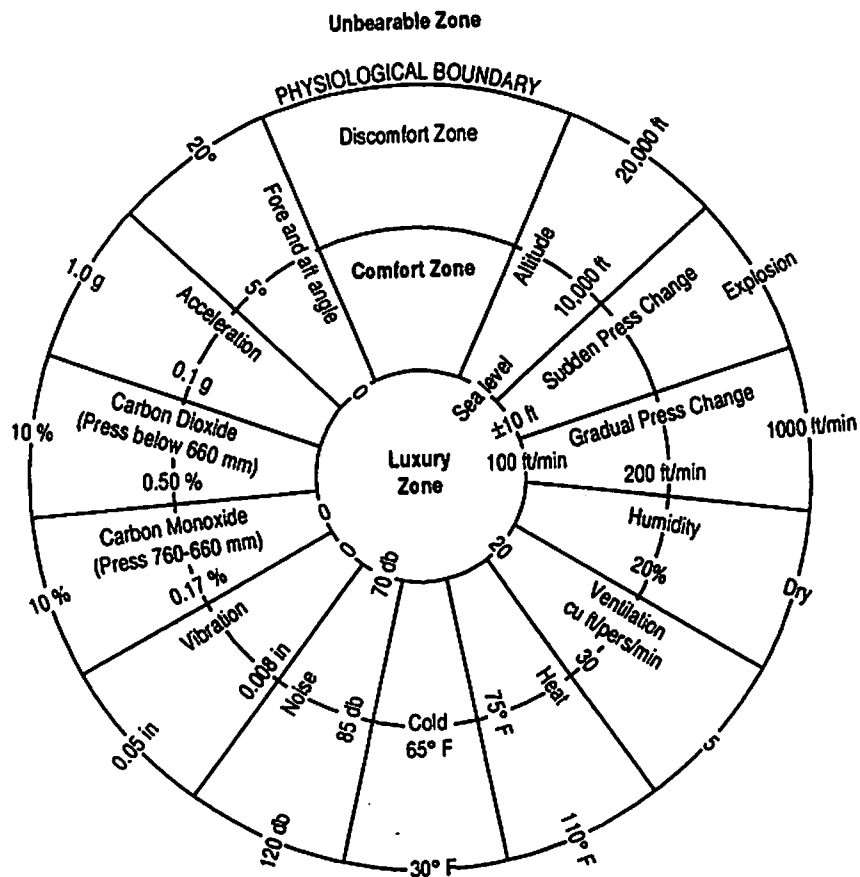 Unbearable Zone
PHYSIOLOGICAL BOUNDARY
Discomfort Zone
Comfort Zone
Luxury
Zone
Altitude
20,000 ft
10,000 ft
Sea level
Sudden Press Change
Explosion
±10 ft
Gradual Press Change
1000 ft/min
200 ft/min
100 ft/min
Humidity
20%
Dry
Ventilation
cu ft/pers/min
20
30
5
Heat
75° F
110° F
Cold
65° F
30° F
Noise
70 db
85 db
120 db
Vibration
0
0.008 in
0.05 in
Carbon Monoxide
(Press 760-660 mm)
0
0.17 %
10 %
Carbon Dioxide
(Press below 660 mm)
0.50 %
10 %
Acceleration
0.1 g
1.0 g
Fore and aft angle
0
5°
20°